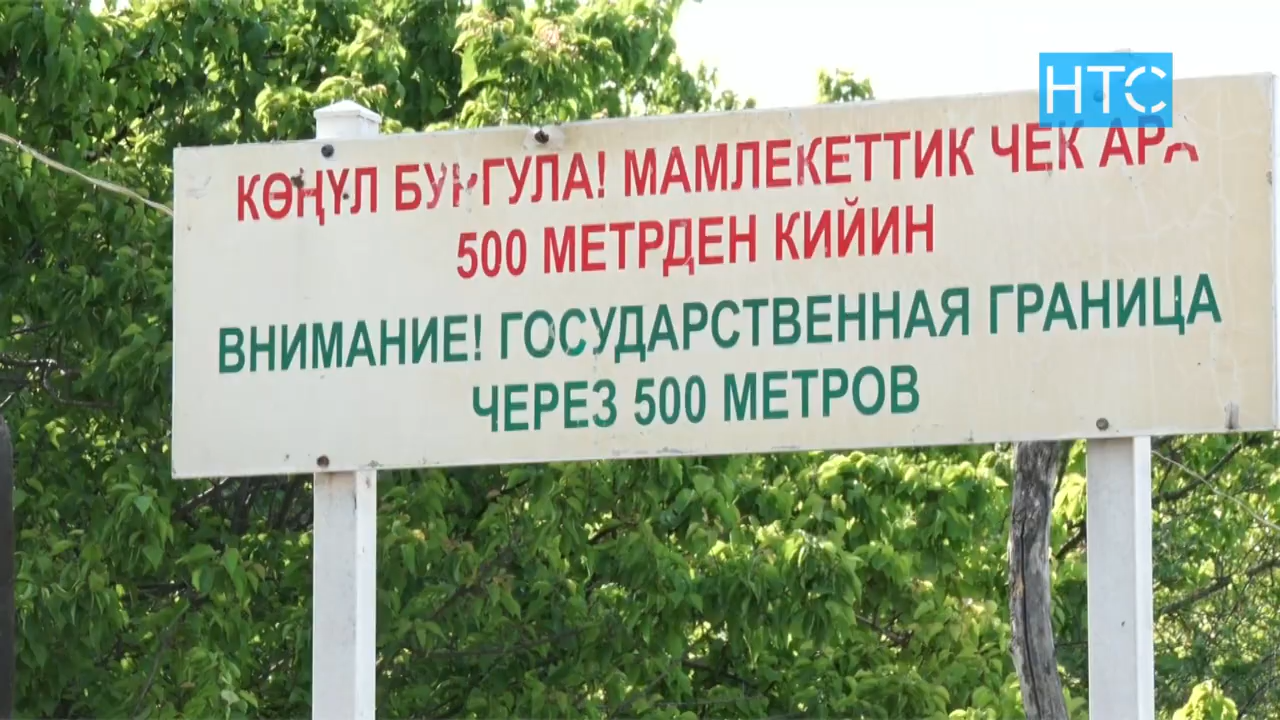 НТС
КӨҢҮЛ БУРГУЛА! МАМЛЕКЕТТИК ЧЕК АРА
500 МЕТРДЕН КИЙИН
ВНИМАНИЕ! ГОСУДАРСТВЕННАЯ ГРАНИЦА
ЧЕРЕЗ 500 МЕТРОВ